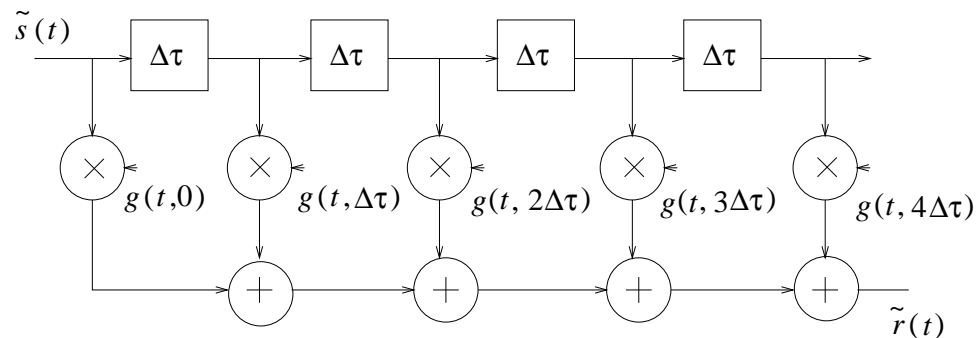 s̃ (t)
Δτ
Δτ
Δτ
Δτ
×
×
×
×
×
g(t,0)
g(t,Δτ)
g(t, 2Δτ)
g(t, 3Δτ)
g(t, 4Δτ)
+
+
+
+
r̃(t)